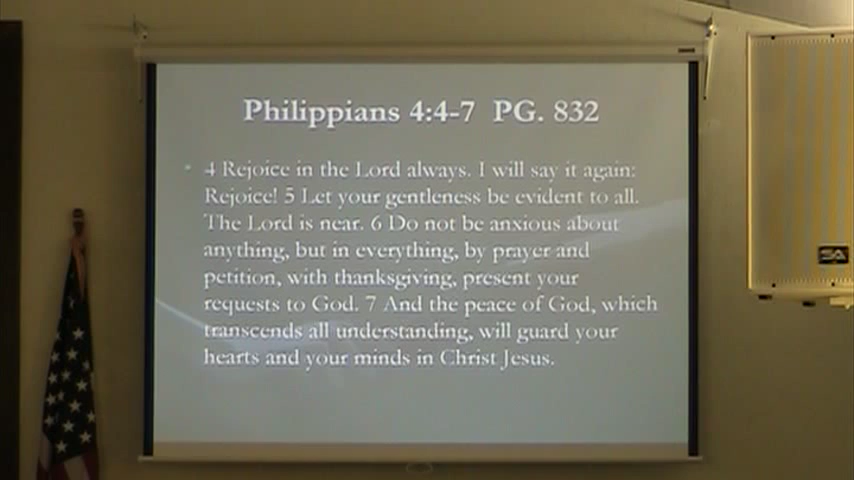 Philippians 4:4-7 PG. 832
4 Rejoice in the Lord always. I will say it again:
Rejoice! 5 Let your gentleness be evident to all.
The Lord is near. 6 Do not be anxious about
anything, but in everything, by prayer and
petition, with thanksgiving, present your
requests to God. 7 And the peace of God, which
transcends all understanding, will guard your
hearts and your minds in Christ Jesus.
SA